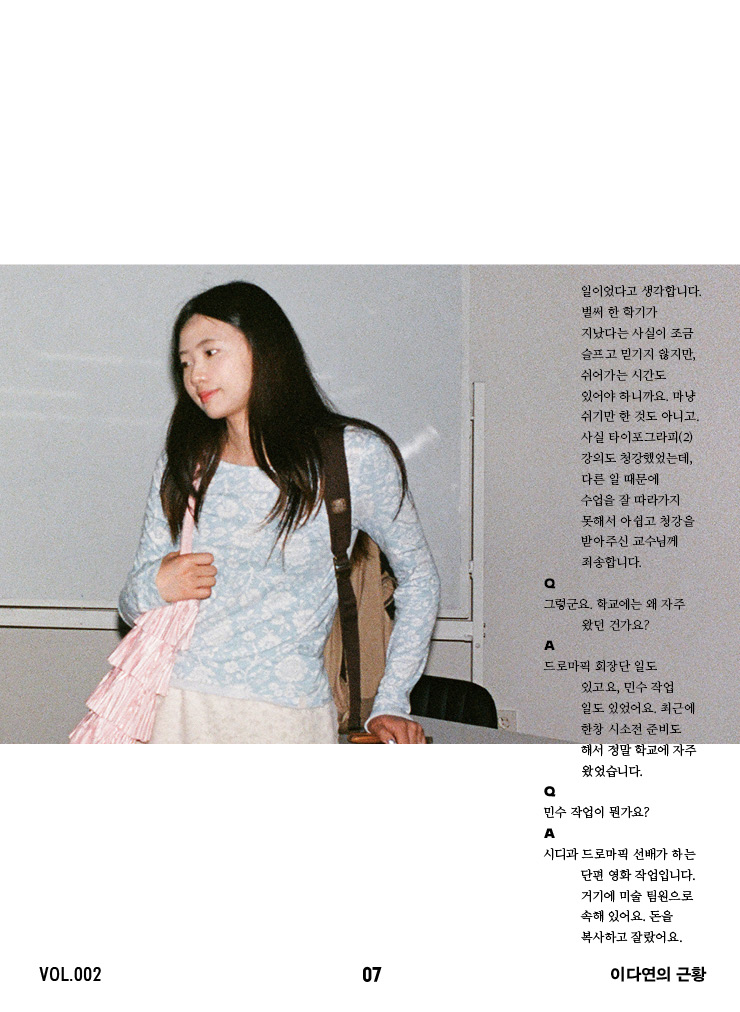 일이었다고 생각합니다.
벌써 한 학기가
지났다는 사실이 조금
슬프고 믿기지 않지만,
쉬어가는 시간도
있어야 하니까요. 마냥
쉬기만 한 것도 아니고.
사실 타이포그라피(2)
강의도 청강했었는데,
다른 일 때문에
수업을 잘 따라가지
못해서 아쉽고 청강을
받아주신 교수님께
죄송합니다.
Q
그렇군요. 학교에는 왜 자주
왔던 건가요?
A
드로마픽 회장단 일도
있고요, 민수 작업
일도 있었어요. 최근에
한창 시소전 준비도
해서 정말 학교에 자주
왔었습니다.
Q
민수 작업이 뭔가요?
A
시디과 드로마픽 선배가 하는
단편 영화 작업입니다.
거기에 미술 팀원으로
속해 있어요. 돈을
복사하고 잘랐어요.
VOL.002
07
이다연의 근황